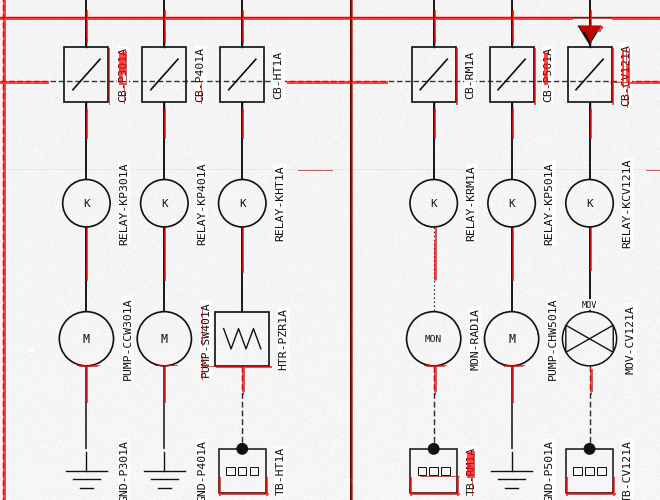 CB-P301A
CB-P401A
CB-HT1A
CB-RM1A
CB-P501A
CB-CV121A
K
K
K
K
K
K
RELAY-KP301A
RELAY-KP401A
RELAY-KHT1A
RELAY-KRM1A
RELAY-KP501A
RELAY-KCV121A
MOV
M
M
MON
M
PUMP-CCW301A
PUMP-SW401A
HTR-PZR1A
MON-RAD1A
PUMP-CHW501A
MOV-CV121A
GND-P301A
GND-P401A
TB-HT1A
TB-RM1A
GND-P501A
TB-CV121A